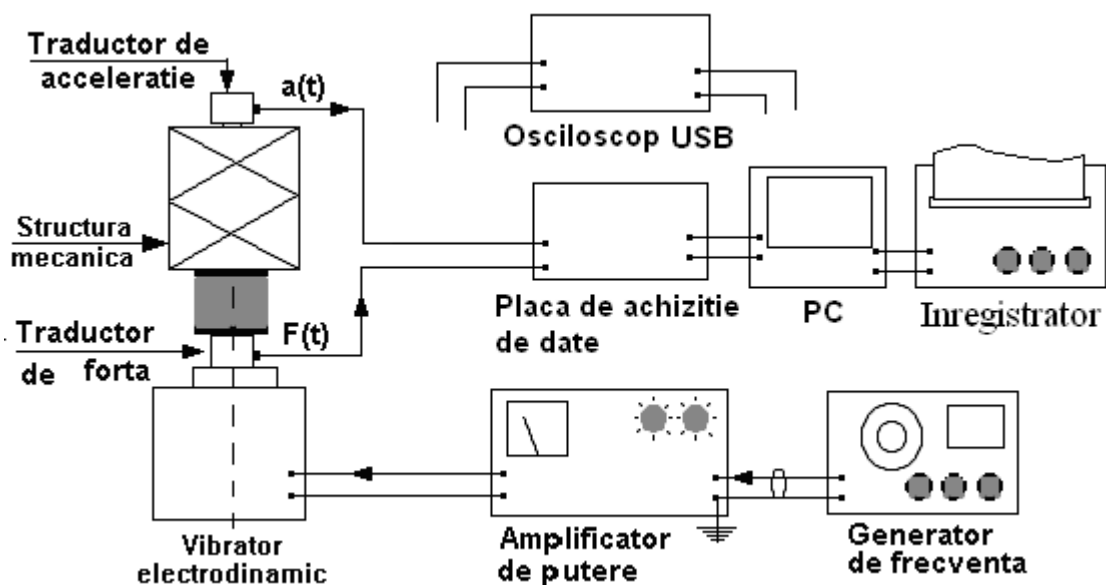 Traductor de
acceleratie
a(t)
Osciloscop USB
Structura
mecanica
Placa de achizitie
de date
PC
Inregistrator
Traductor
de forta
F(t)
Vibrator
electrodinamic
Amplificator
de putere
Generator
de frecventa